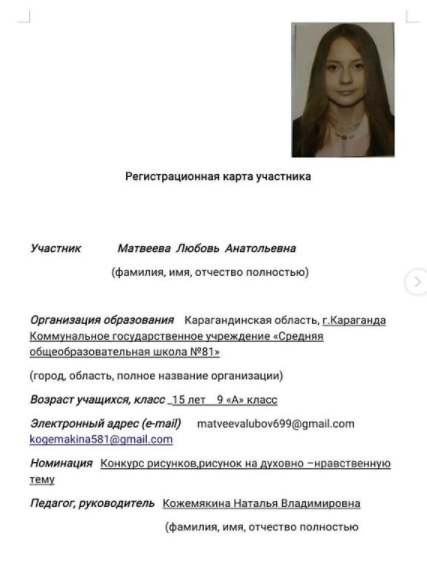 Регистрационная карта участника
Участник Матвеева Любовь Анатольевна
(фамилия, имя, отчество полностью)
Организация образования Карагандинская область, г.Караганда
Коммунальное государственное учреждение «Средняя
общеобразовательная школа №81»
(город, область, полное название организации)
Возраст учащихся, класс _15 лет 9 «А» класс
Электронный адрес (e-mail) matveevalubov699@gmail.com
kogemakina581@gmail.com
Номинация Конкурс рисунков,рисунок на духовно –нравственную
тему
Педагог, руководитель Кожемякина Наталья Владимировна
(фамилия, имя, отчество полностью